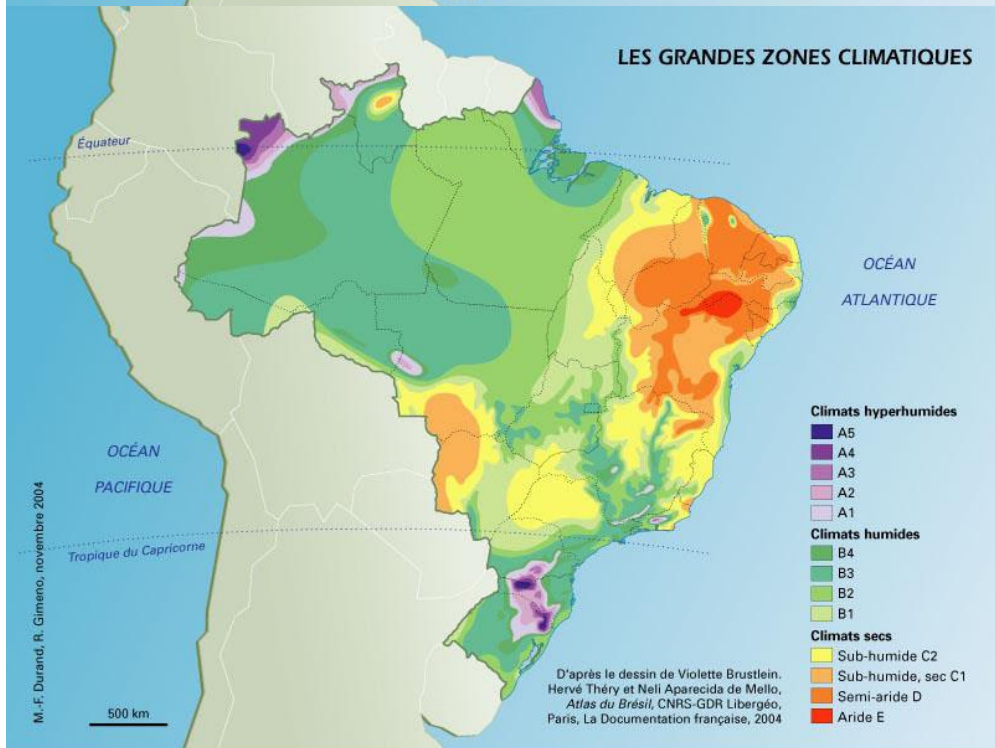 LES GRANDES ZONES CLIMATIQUES
Équateur
OCÉAN
ATLANTIQUE
OCÉAN
PACIFIQUE
Tropique du Capricorne
Climats hyperhumides
A5
A4
A3
A2
A1
Climats humides
B4
B3
B2
B1
Climats secs
Sub-humide C2
Sub-humide, sec C1
Semi-aride D
Aride E
D'après le dessin de Violette Brustlein.
Hervé Théry et Neli Aparecida de Mello,
Atlas du Brésil, CNRS-GDR Libergéo,
Paris, La Documentation française, 2004
500 km
M.-F. Durand, R. Gimeno, novembre 2004